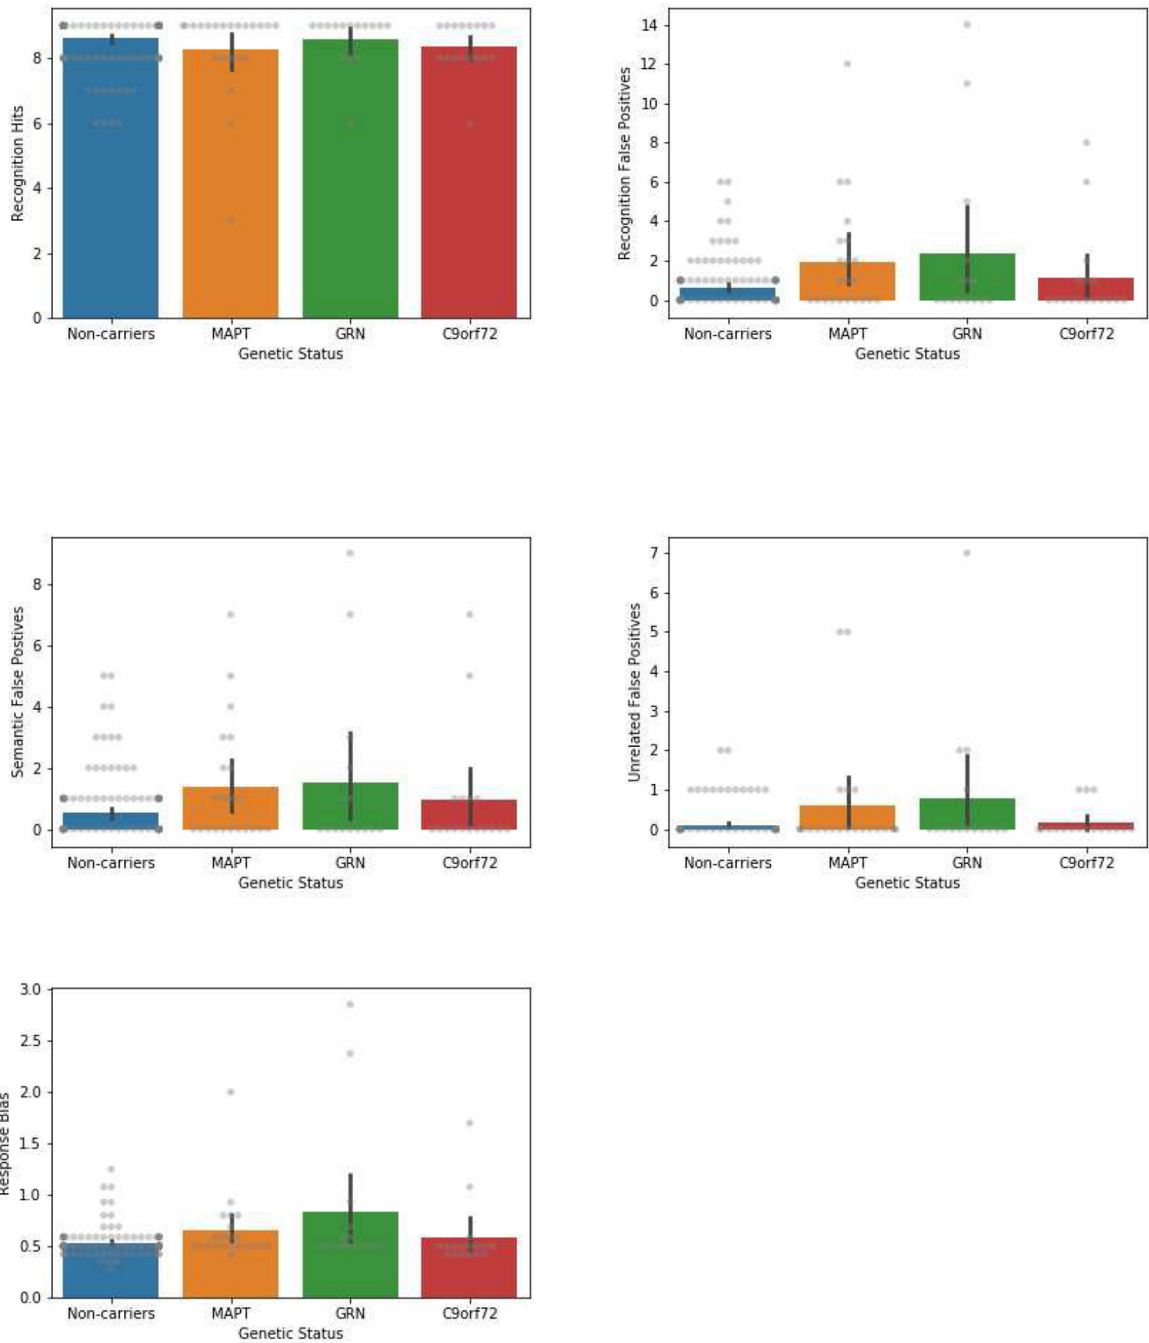 Recognition Hits
8
6
4
2
0
Non-carriers MAPT GRN C9orf72
Genetic Status
Recognition False Positives
14
12
10
8
6
4
2
0
Non-carriers MAPT GRN C9orf72
Genetic Status
Semantic False Postives
8
6
4
2
0
Non-carriers MAPT GRN C9orf72
Genetic Status
Unrelated False Positives
7
6
5
4
3
2
1
0
Non-carriers MAPT GRN C9orf72
Genetic Status
Response Bias
3.0
2.5
2.0
1.5
1.0
0.5
0.0
Non-carriers MAPT GRN C9orf72
Genetic Status